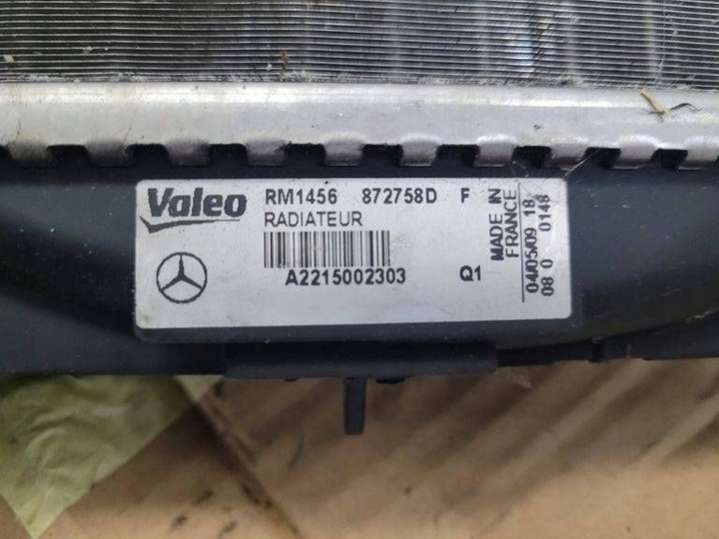 Valeo RM1456 872758D F
RADIATEUR
A2215002303 Q1
MADE IN
FRANCE
04/05/09 18
08 0 0148